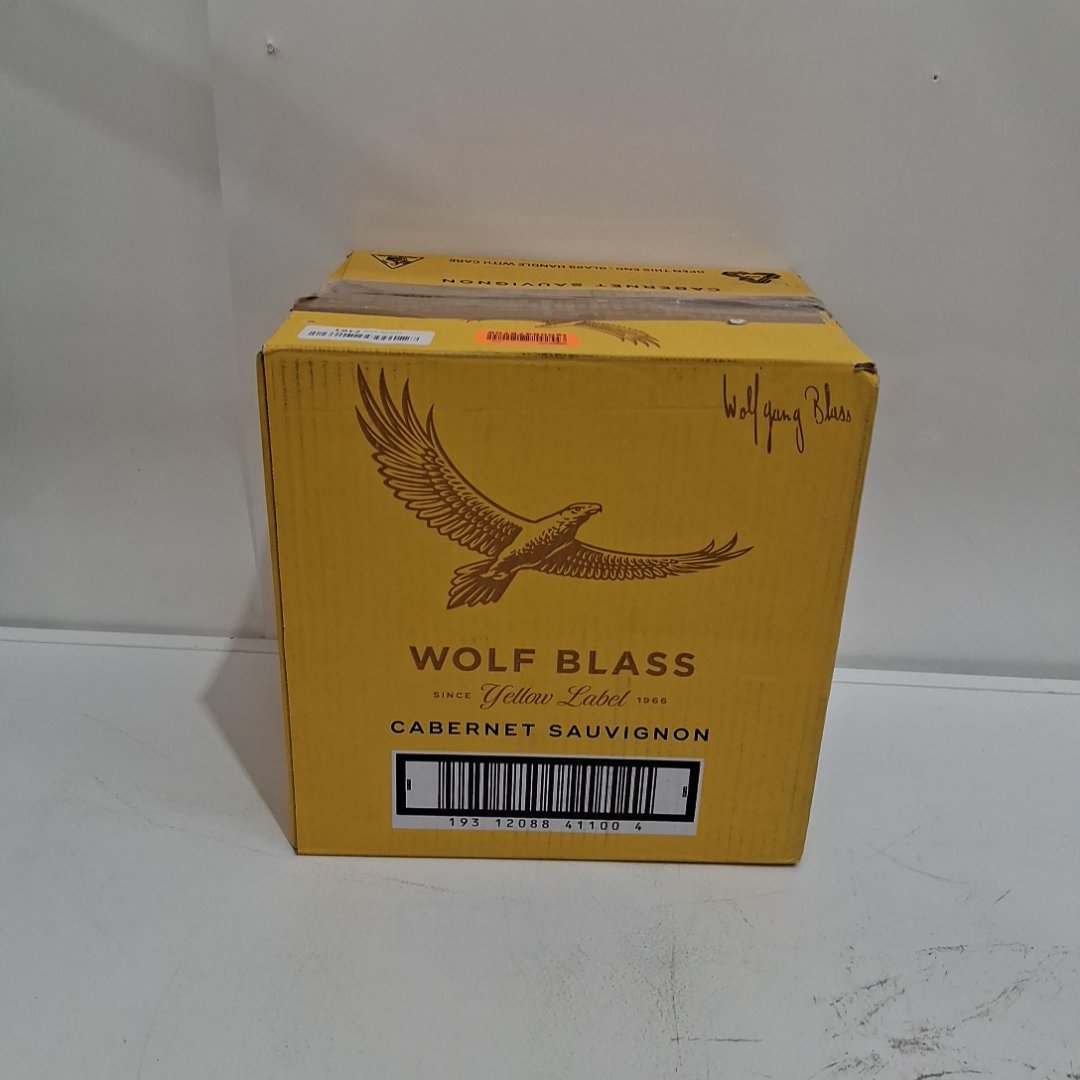 OPEN THIS END - GLASS HANDLE WITH CARE
CABERNET SAUVIGNON
Wolfgang Blass
WOLF BLASS
SINCE Yellow Label 1966
CABERNET SAUVIGNON
193 12088 41100 4